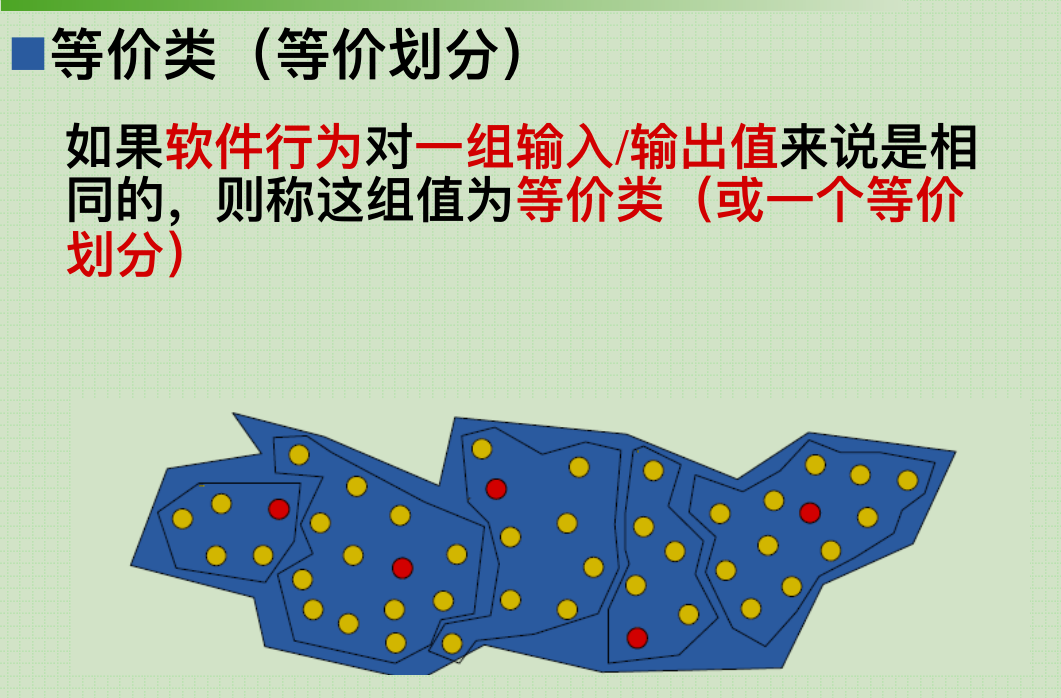 等价类（等价划分）
如果软件行为对一组输入/输出值来说是相
同的，则称这组值为等价类（或一个等价
划分）